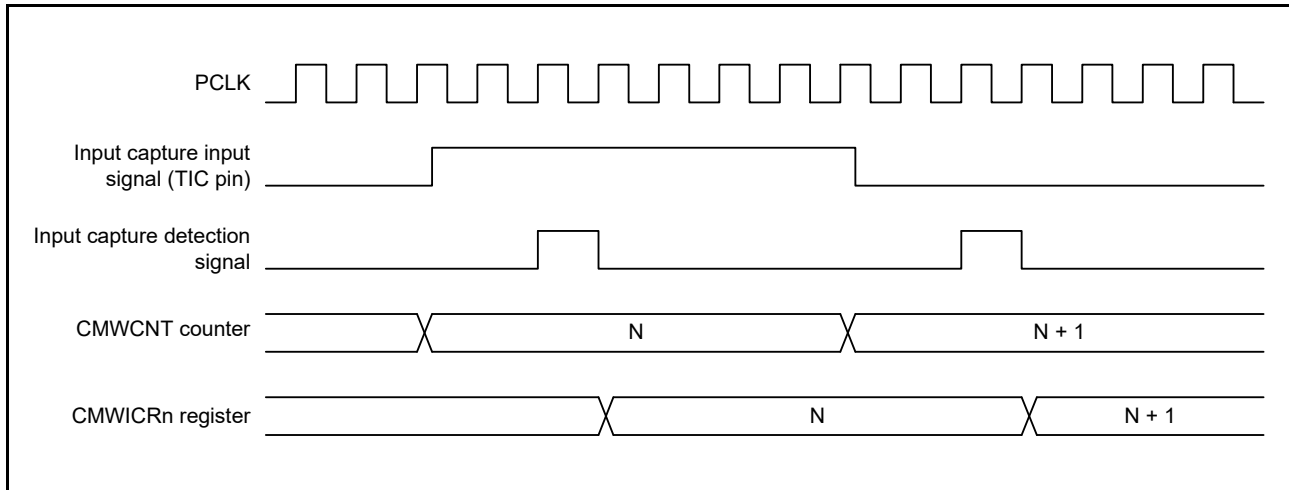 PCLK
Input capture input
signal (TIC pin)
Input capture detection
signal
CMWCNT counter
N
N + 1
CMWICRn register
N
N + 1